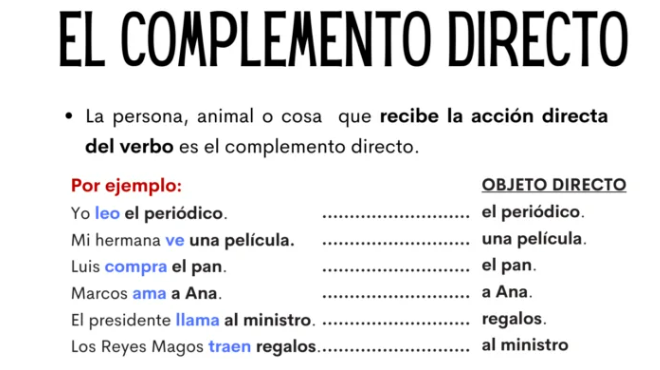 EL COMPLEMENTO DIRECTO
• La persona, animal o cosa que recibe la acción directa
del verbo es el complemento directo.
Por ejemplo: OBJETO DIRECTO
Yo leo el periódico. ........................... el periódico.
Mi hermana ve una película. ........................... una película.
Luis compra el pan. ........................... el pan.
Marcos ama a Ana. ........................... a Ana.
El presidente llama al ministro. ........................... regalos.
Los Reyes Magos traen regalos............................ al ministro